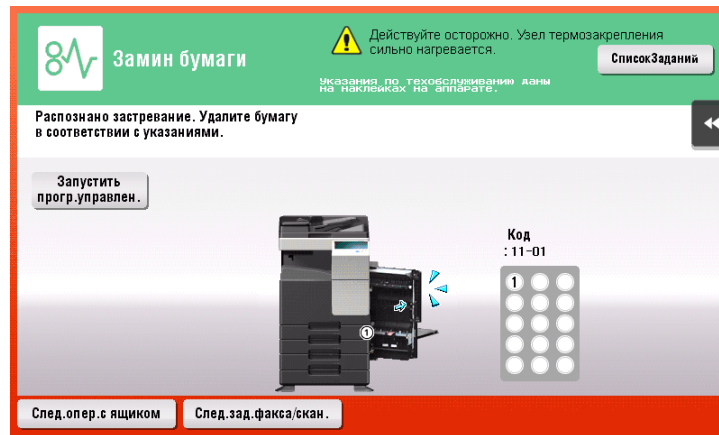 Замин бумаги
Действуйте осторожно. Узел термозакрепления
сильно нагревается.
СписокЗаданий
Указания по техобслуживанию даны
на наклейках на аппарате.
Распознано застревание. Удалите бумагу
в соответствии с указаниями.
Запустить
прогр.управлен.
Код
: 11-01
1
1
След.опер.с ящиком
След.зад.факса/скан.